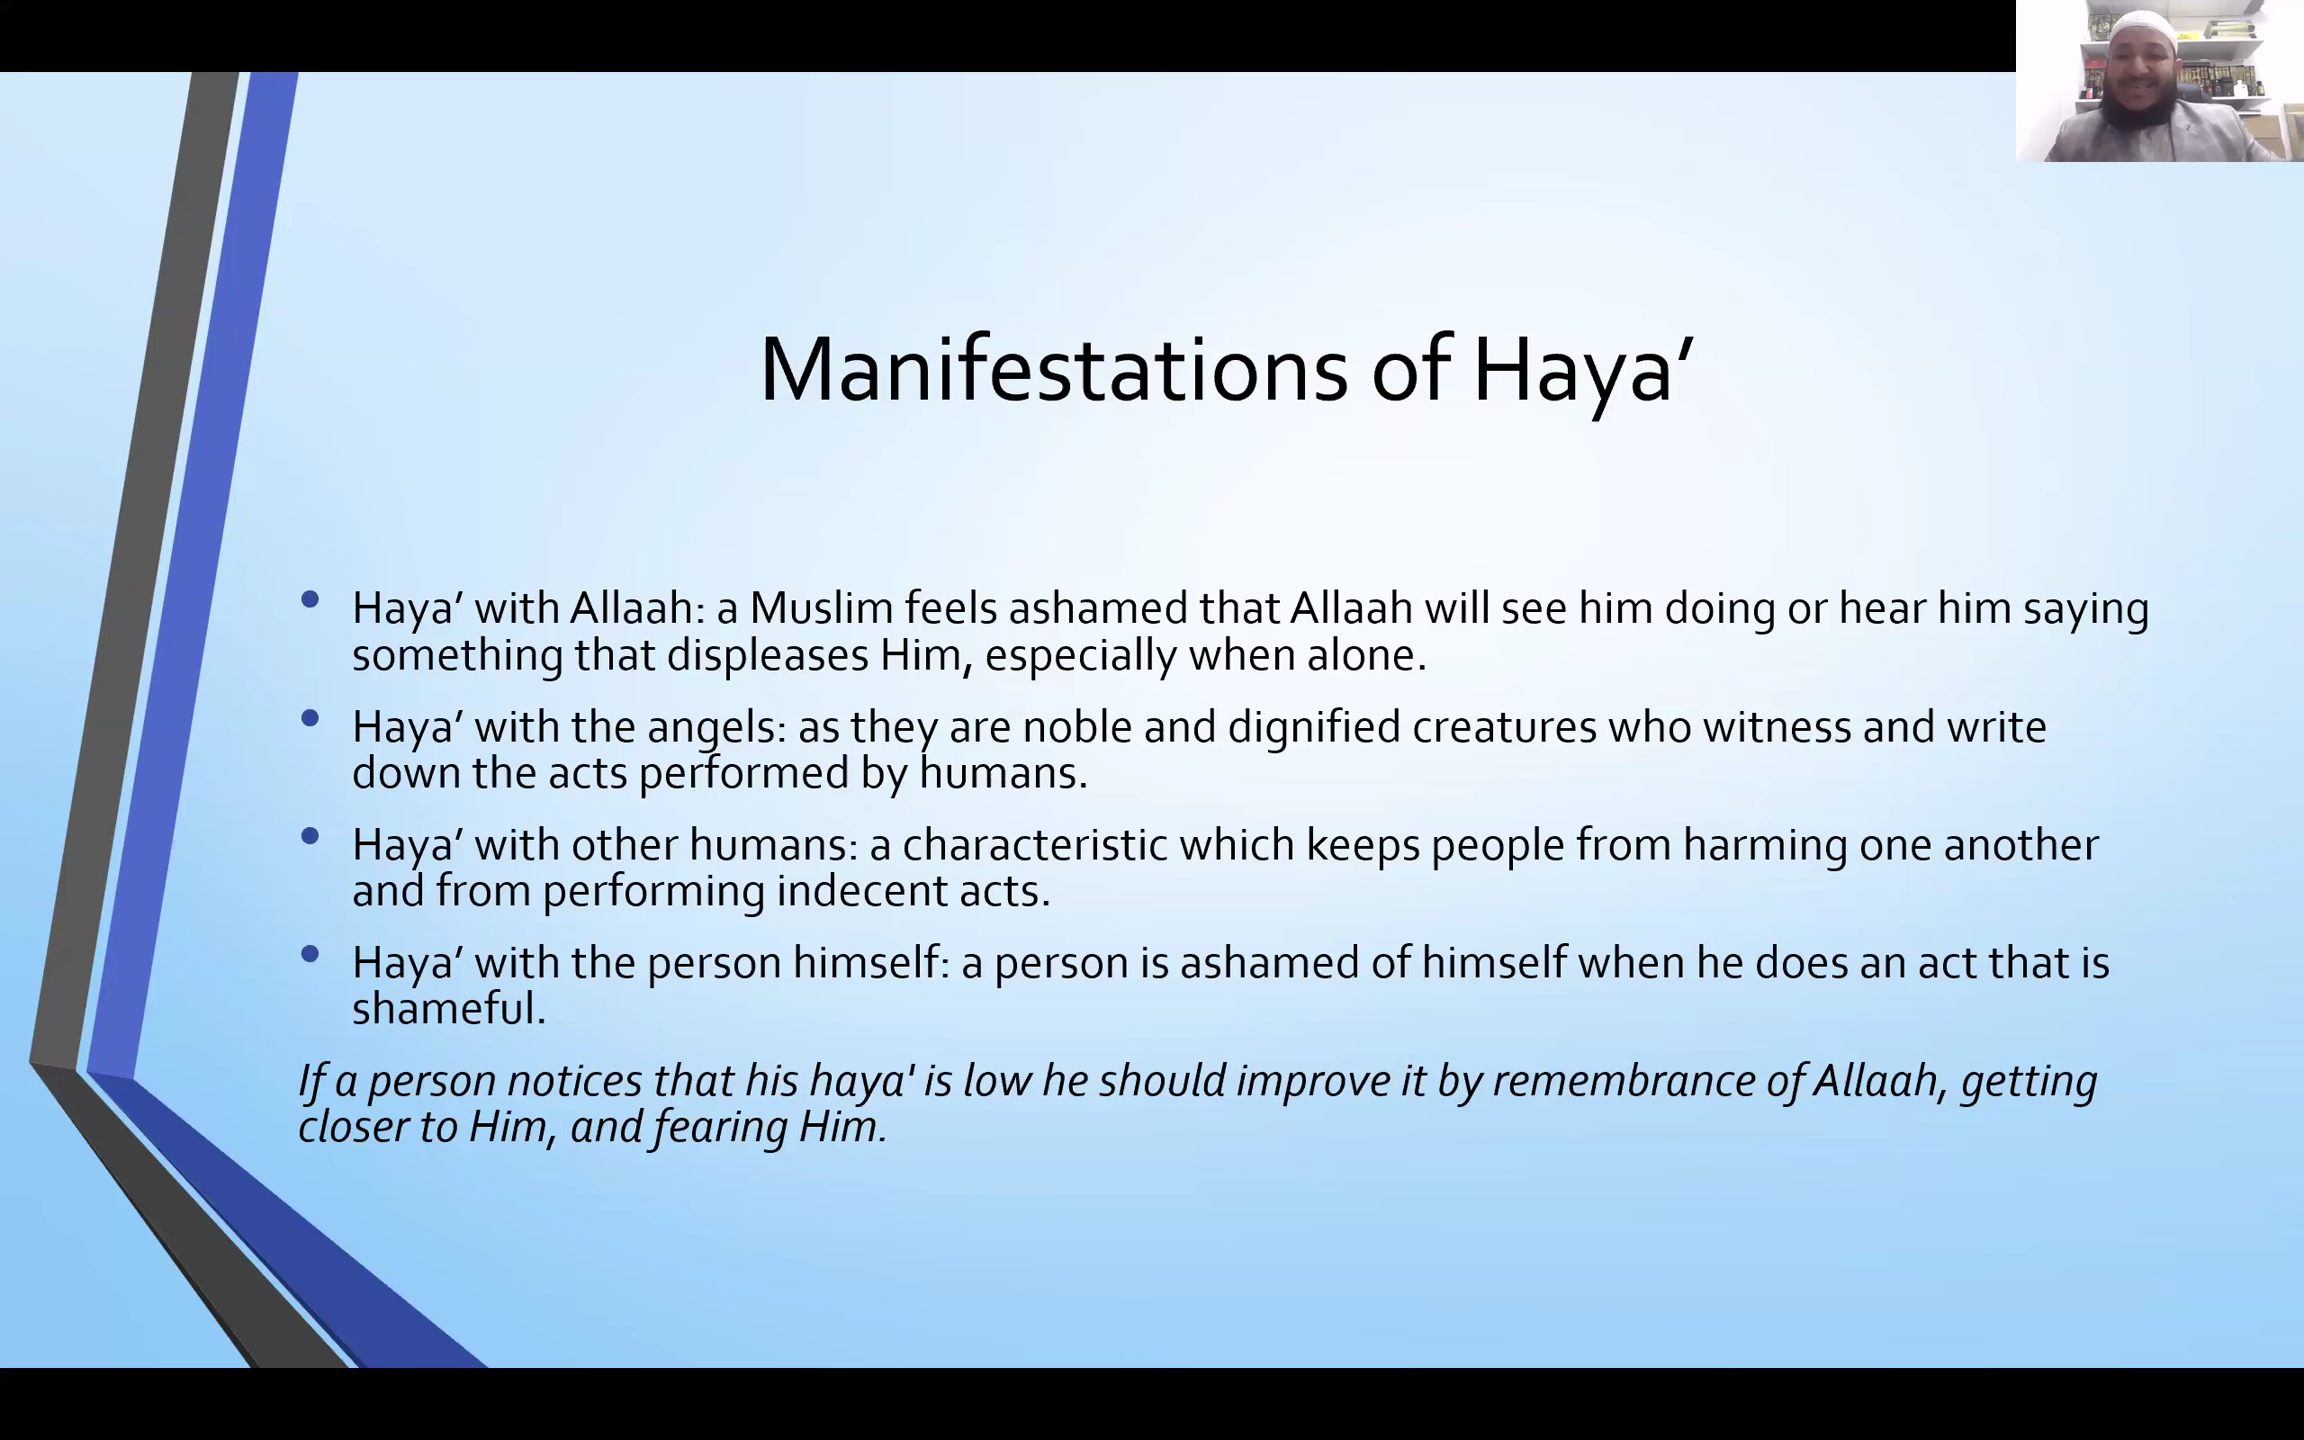 Manifestations of Haya’
• Haya’ with Allaah: a Muslim feels ashamed that Allaah will see him doing or hear him saying
something that displeases Him, especially when alone.
• Haya’ with the angels: as they are noble and dignified creatures who witness and write
down the acts performed by humans.
• Haya’ with other humans: a characteristic which keeps people from harming one another
and from performing indecent acts.
• Haya’ with the person himself: a person is ashamed of himself when he does an act that is
shameful.
If a person notices that his haya' is low he should improve it by remembrance of Allaah, getting
closer to Him, and fearing Him.